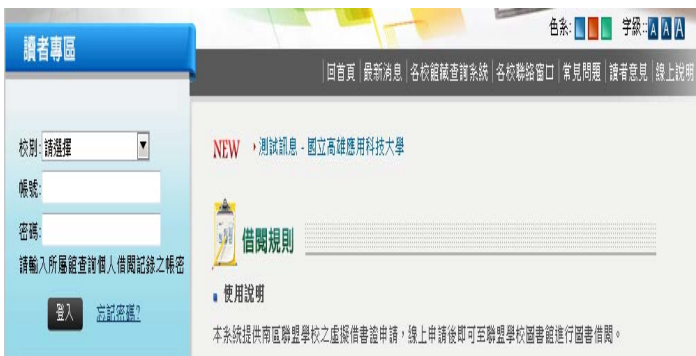 色系: 字級::A A A
讀者專區
|回首頁|最新消息|各校館藏查詢系統|各校聯絡窗口|常見問題|讀者意見|線上說明
校別: 請選擇
帳號:
密碼:
請輸入所屬館查詢個人借閱記錄之帳密
登入 忘記密碼?
NEW 測試訊息 - 國立高雄應用科技大學
借閱規則
使用說明
本系統提供南區聯盟學校之虛擬借書證申請,線上申請後即可至聯盟學校圖書館進行圖書借閱。